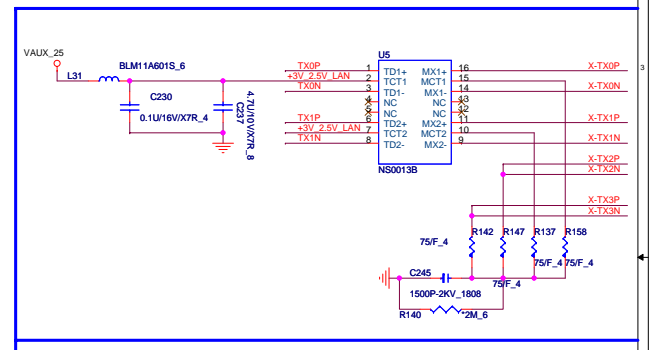 VAUX_25
L31
BLM11A601S_6
C230
0.1U/16V/X7R_4
C237
4.7U/10V/X7R_8
U5
TX0P 1 TD1+ MX1+ 16 X-TX0P
+3V_2.5V_LAN 2 TCT1 MCT1 15
TX0N 3 TD1- MX1- 14 X-TX0N
4 NC NC 13
5 NC NC 12
TX1P 6 TD2+ MX2+ 11 X-TX1P
+3V_2.5V_LAN 7 TCT2 MCT2 10
TX1N 8 TD2- MX2- 9 X-TX1N
NS0013B
X-TX2P
X-TX2N
X-TX3P
X-TX3N
R142 R147 R137 R158
75/F_4
75/F_4 75/F_4
75/F_4
C245
1500P-2KV_1808
R140 *2M_6
3